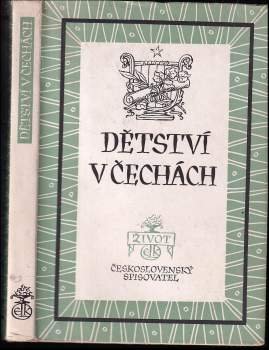 DĚTSTVÍ V ČECHÁCH
DĚTSTVÍ
V ČECHÁCH
ŽIVOT
ČESKOSLOVENSKÝ
SPISOVATEL